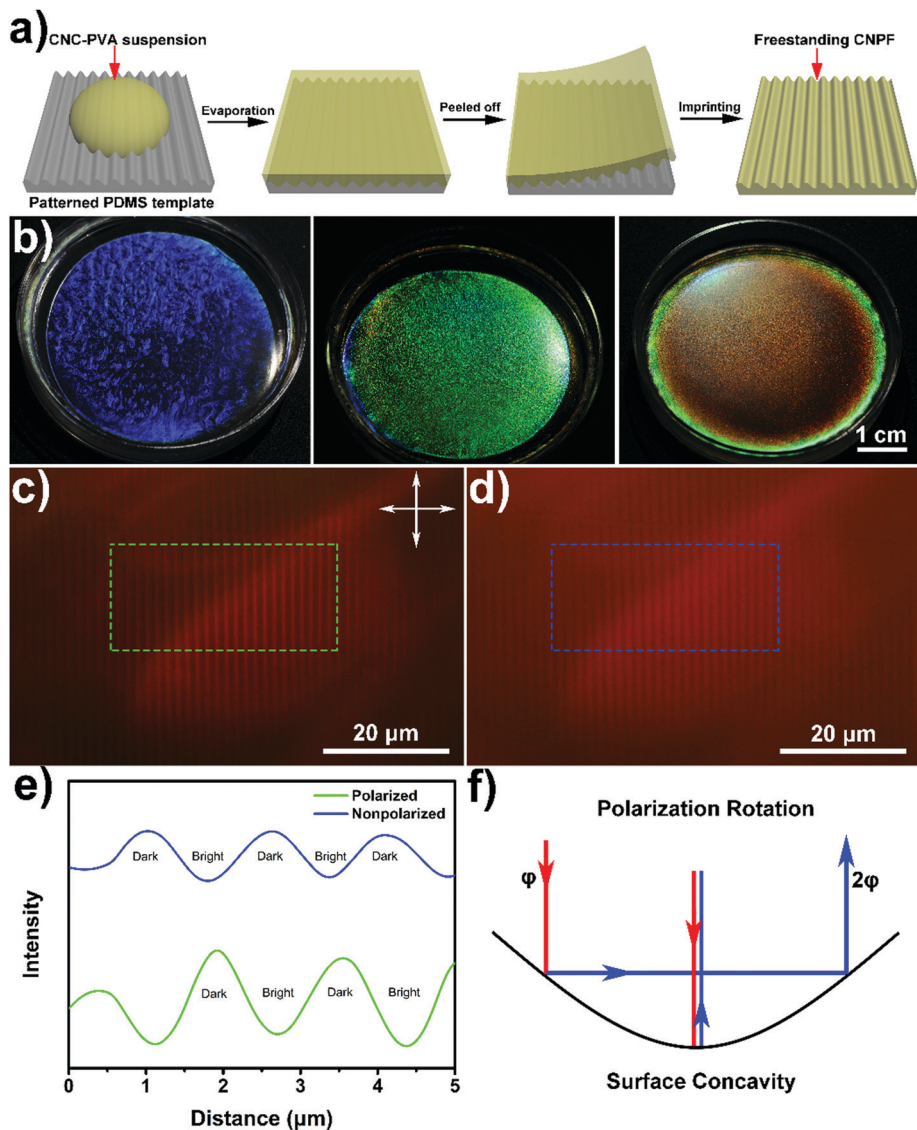 a)
CNC-PVA suspension
Freestanding CNPF
Evaporation
Peeled off
Imprinting
Patterned PDMS template
b)
1 cm
c)
d)
20 μm
20 μm
e)
Polarized
Nonpolarized
Dark
Bright
Dark
Bright
Dark
Dark
Bright
Dark
Bright
Intensity
0
1
2
3
4
5
Distance (μm)
f)
Polarization Rotation
φ
2φ
Surface Concavity